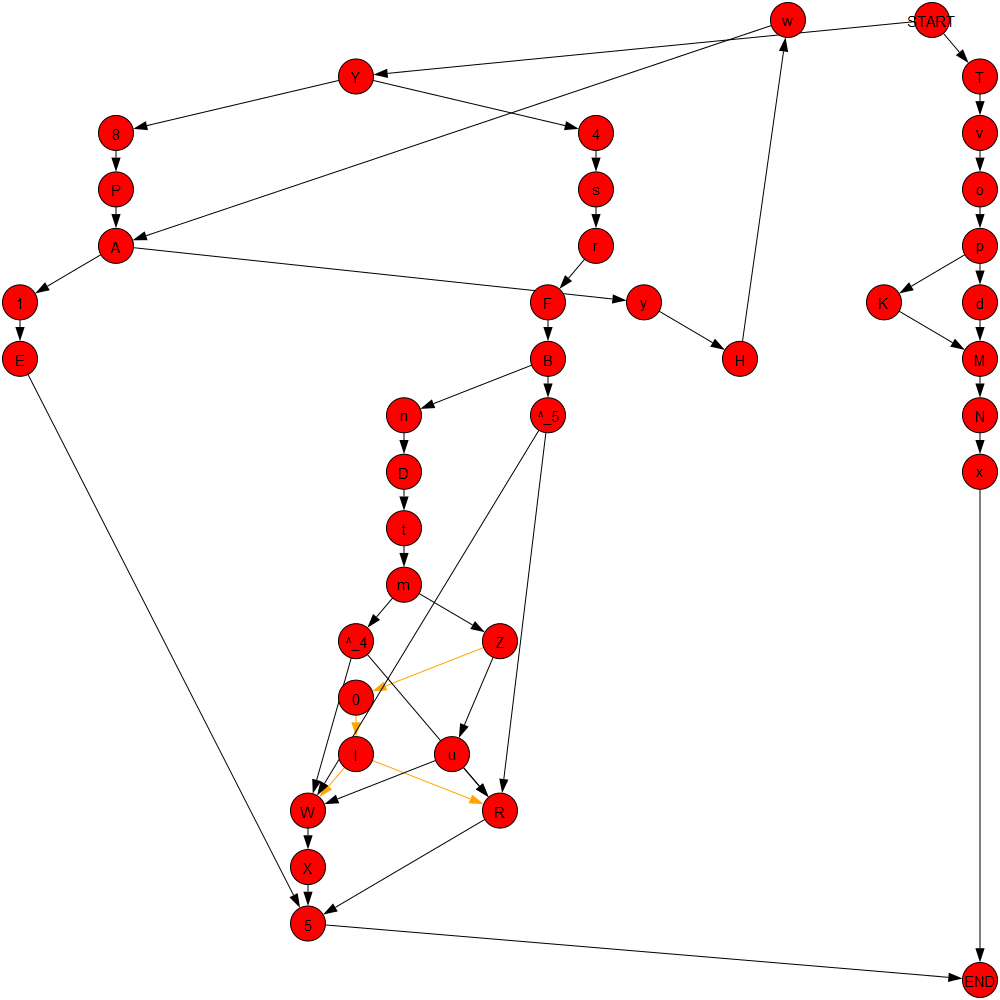 w START
Y T
8 4 v
P s o
A r p
1 F y K d
E B H M
n ^_5 N
D x
t
m
^_4 Z
0
l u
W R
X
5
END